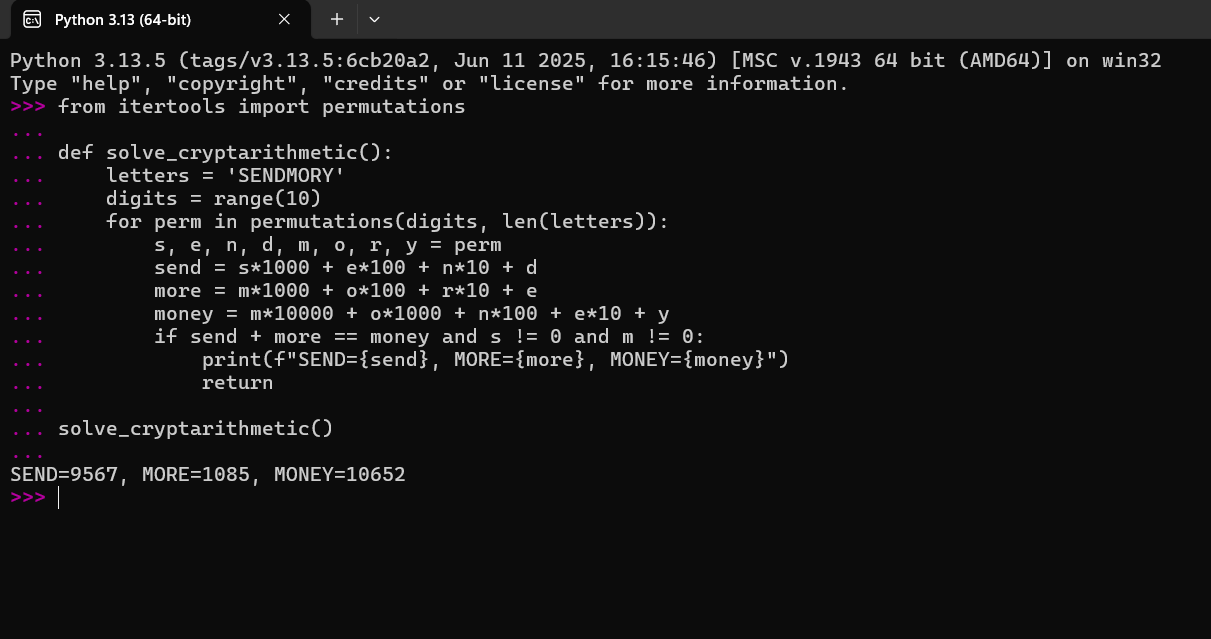 Python 3.13 (64-bit)
Python 3.13.5 (tags/v3.13.5:6cb20a2, Jun 11 2025, 16:15:46) [MSC v.1943 64 bit (AMD64)] on win32
Type "help", "copyright", "credits" or "license" for more information.
>>> from itertools import permutations
...
... def solve_cryptarithmetic():
...     letters = 'SENDMORY'
...     digits = range(10)
...     for perm in permutations(digits, len(letters)):
...         s, e, n, d, m, o, r, y = perm
...         send = s*1000 + e*100 + n*10 + d
...         more = m*1000 + o*100 + r*10 + e
...         money = m*10000 + o*1000 + n*100 + e*10 + y
...         if send + more == money and s != 0 and m != 0:
...             print(f"SEND={send}, MORE={more}, MONEY={money}")
...             return
...
... solve_cryptarithmetic()
...
SEND=9567, MORE=1085, MONEY=10652
>>>